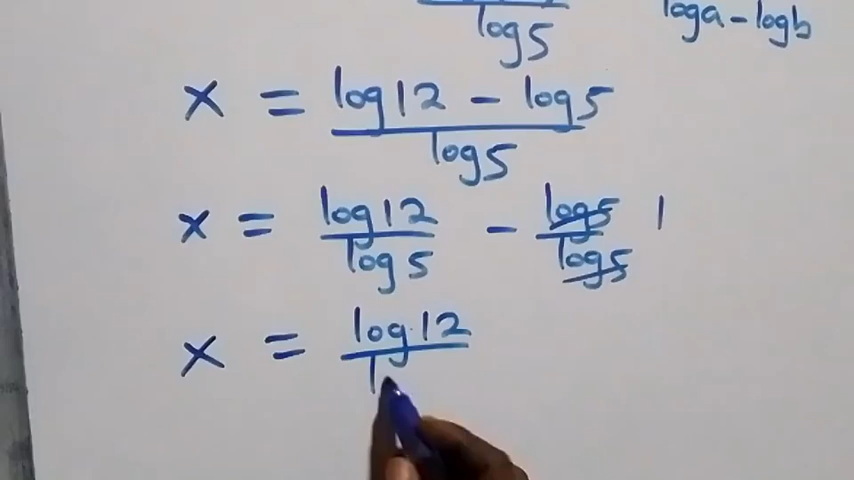 log5
loga - logb
x = (log12 - log5)/log5
x = log12/log5 - log5/log5 1
x = log12/l